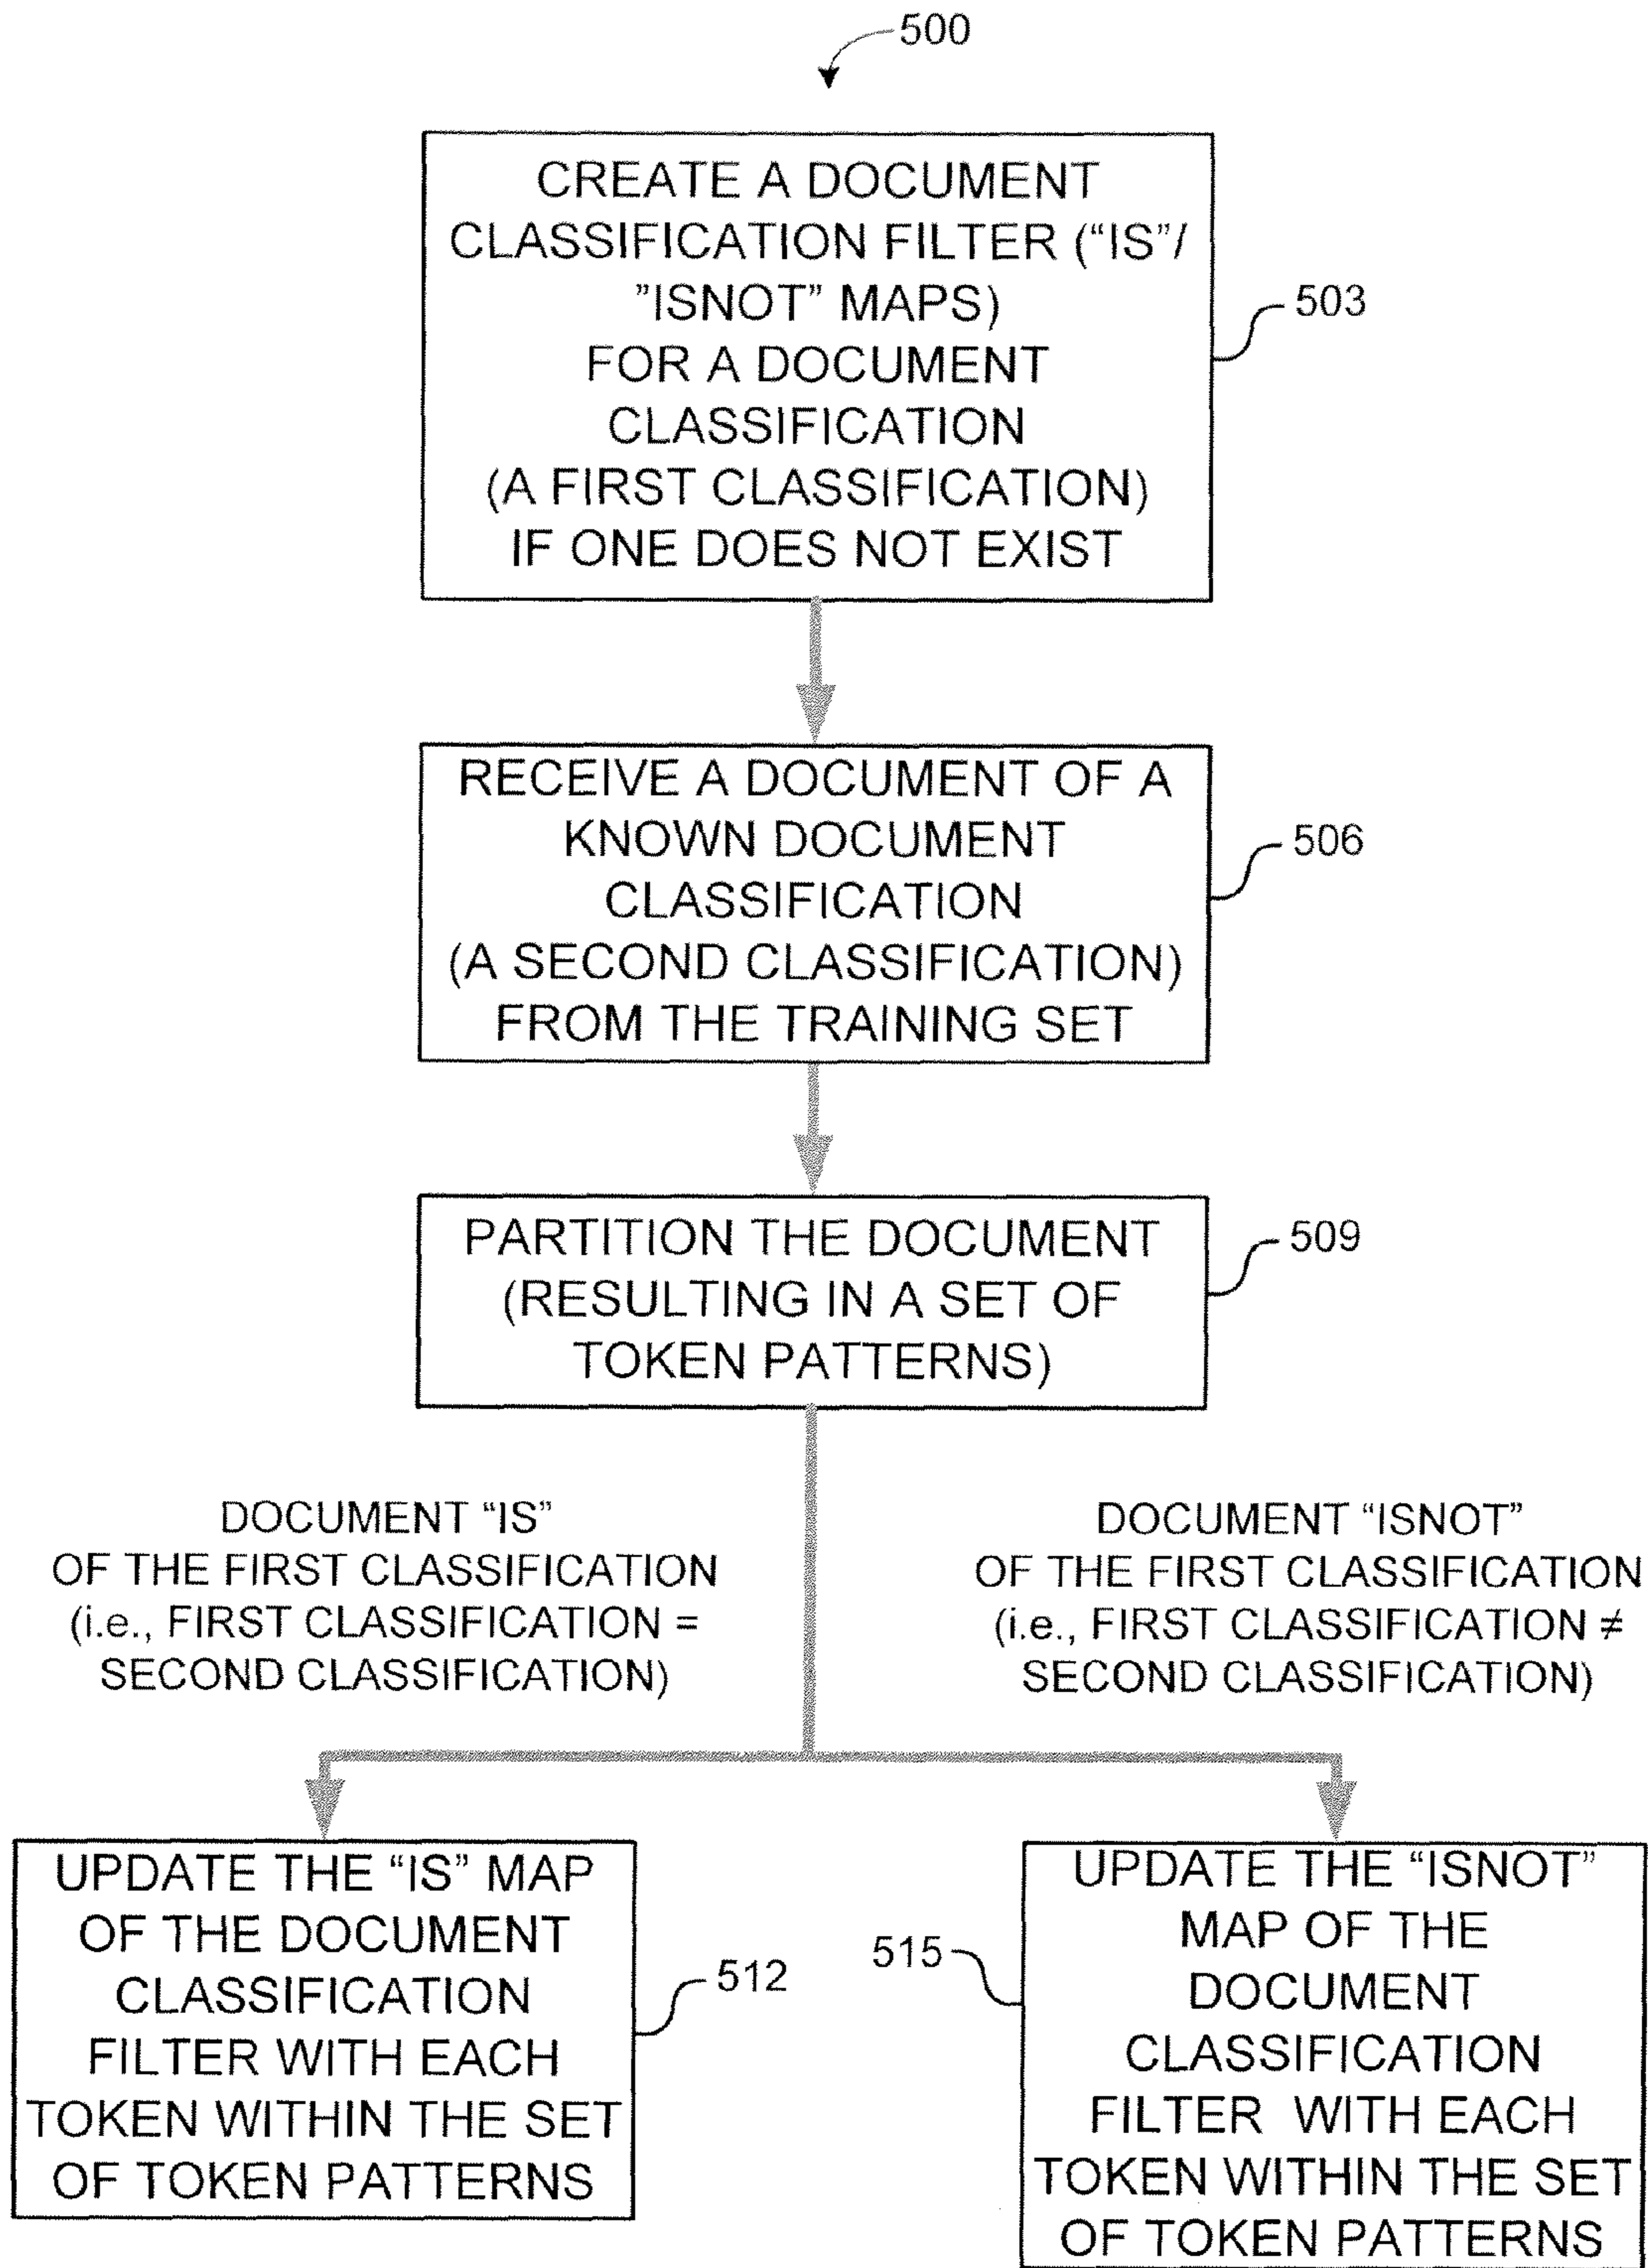 500
CREATE A DOCUMENT
CLASSIFICATION FILTER (“IS”/
”ISNOT” MAPS)
FOR A DOCUMENT
CLASSIFICATION
(A FIRST CLASSIFICATION)
IF ONE DOES NOT EXIST
503
RECEIVE A DOCUMENT OF A
KNOWN DOCUMENT
CLASSIFICATION
(A SECOND CLASSIFICATION)
FROM THE TRAINING SET
506
PARTITION THE DOCUMENT
(RESULTING IN A SET OF
TOKEN PATTERNS)
509
DOCUMENT “IS”
OF THE FIRST CLASSIFICATION
(i.e., FIRST CLASSIFICATION =
SECOND CLASSIFICATION)
DOCUMENT “ISNOT”
OF THE FIRST CLASSIFICATION
(i.e., FIRST CLASSIFICATION ≠
SECOND CLASSIFICATION)
UPDATE THE “IS” MAP
OF THE DOCUMENT
CLASSIFICATION
FILTER WITH EACH
TOKEN WITHIN THE SET
OF TOKEN PATTERNS
512
515
UPDATE THE “ISNOT”
MAP OF THE
DOCUMENT
CLASSIFICATION
FILTER WITH EACH
TOKEN WITHIN THE SET
OF TOKEN PATTERNS